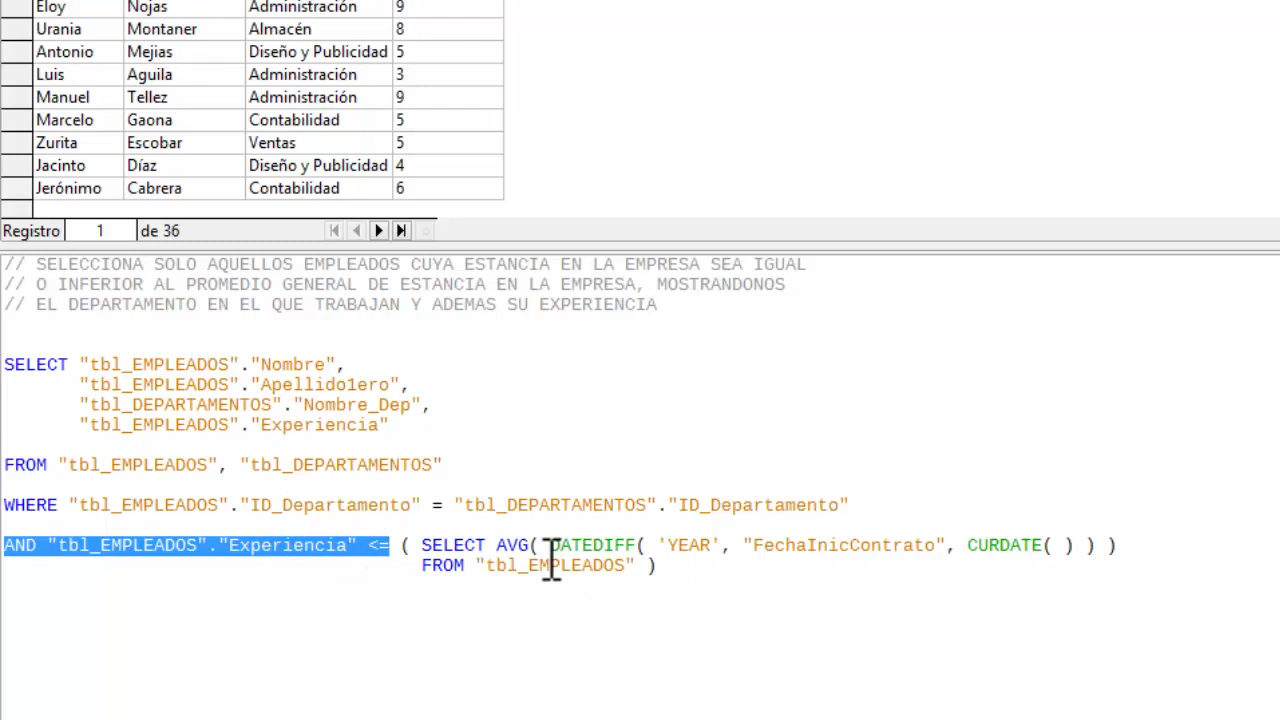 Eloy Nojas Administración 9
Urania Montaner Almacén 8
Antonio Mejias Diseño y Publicidad 5
Luis Aguila Administración 3
Manuel Tellez Administración 9
Marcelo Gaona Contabilidad 5
Zurita Escobar Ventas 5
Jacinto Díaz Diseño y Publicidad 4
Jerónimo Cabrera Contabilidad 6
Registro 1 de 36
// SELECCIONA SOLO AQUELLOS EMPLEADOS CUYA ESTANCIA EN LA EMPRESA SEA IGUAL
// O INFERIOR AL PROMEDIO GENERAL DE ESTANCIA EN LA EMPRESA, MOSTRANDONOS
// EL DEPARTAMENTO EN EL QUE TRABAJAN Y ADEMAS SU EXPERIENCIA
SELECT "tbl_EMPLEADOS"."Nombre",
"tbl_EMPLEADOS"."Apellido1ero",
"tbl_DEPARTAMENTOS"."Nombre_Dep",
"tbl_EMPLEADOS"."Experiencia"
FROM "tbl_EMPLEADOS", "tbl_DEPARTAMENTOS"
WHERE "tbl_EMPLEADOS"."ID_Departamento" = "tbl_DEPARTAMENTOS"."ID_Departamento"
AND "tbl_EMPLEADOS"."Experiencia" <= ( SELECT AVG( DATEDIFF( 'YEAR', "FechaInicContrato", CURDATE( ) ) )
FROM "tbl_EMPLEADOS" )